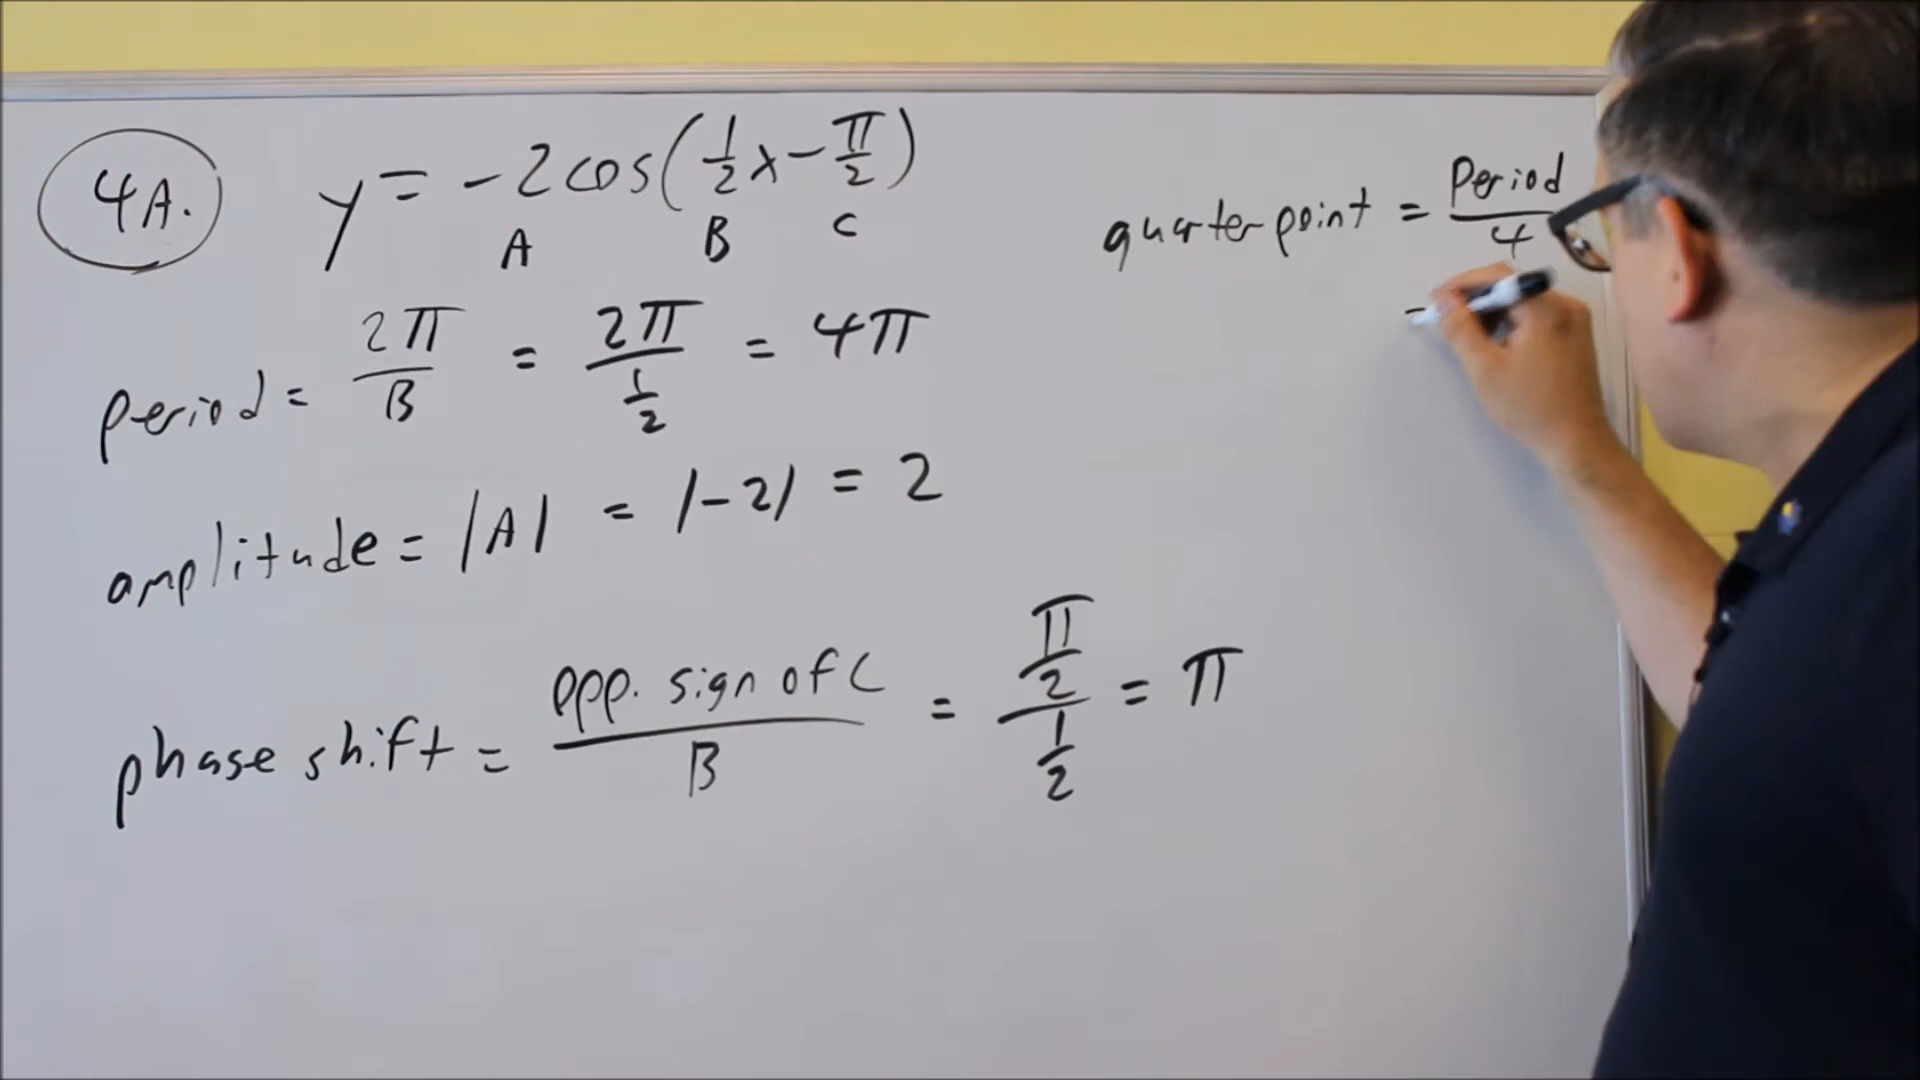 4A. y = -2cos(1/2 x - π/2)
A B C
quarter point = Period/4
=
period = 2π/B = 2π/(1/2) = 4π
amplitude = |A| = |-2| = 2
phase shift = opp. sign of C/B = (π/2)/(1/2) = π